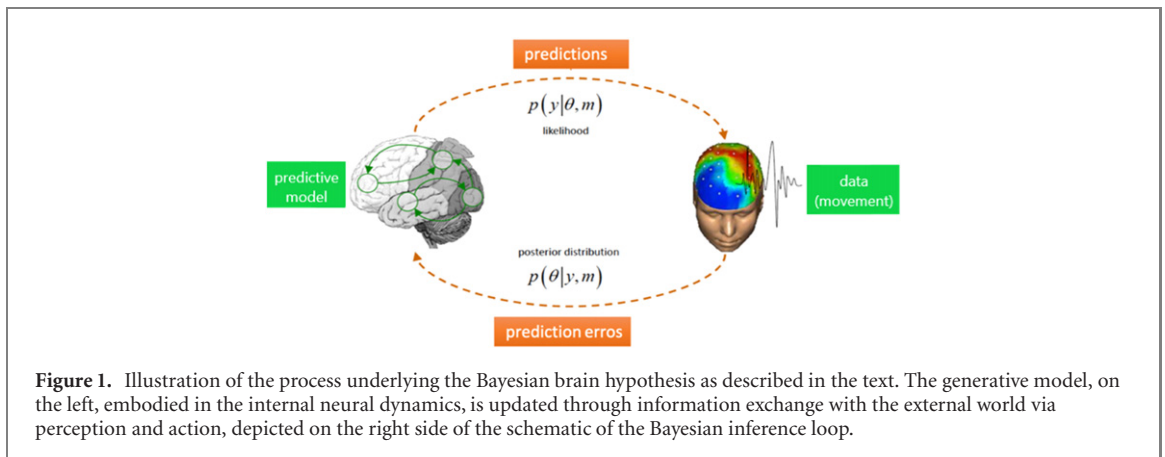 predictions
p(y|θ,m)
likelihood
predictive
model
data
(movement)
posterior distribution
p(θ|y,m)
prediction erros
Figure 1. Illustration of the process underlying the Bayesian brain hypothesis as described in the text. The generative model, on
the left, embodied in the internal neural dynamics, is updated through information exchange with the external world via
perception and action, depicted on the right side of the schematic of the Bayesian inference loop.